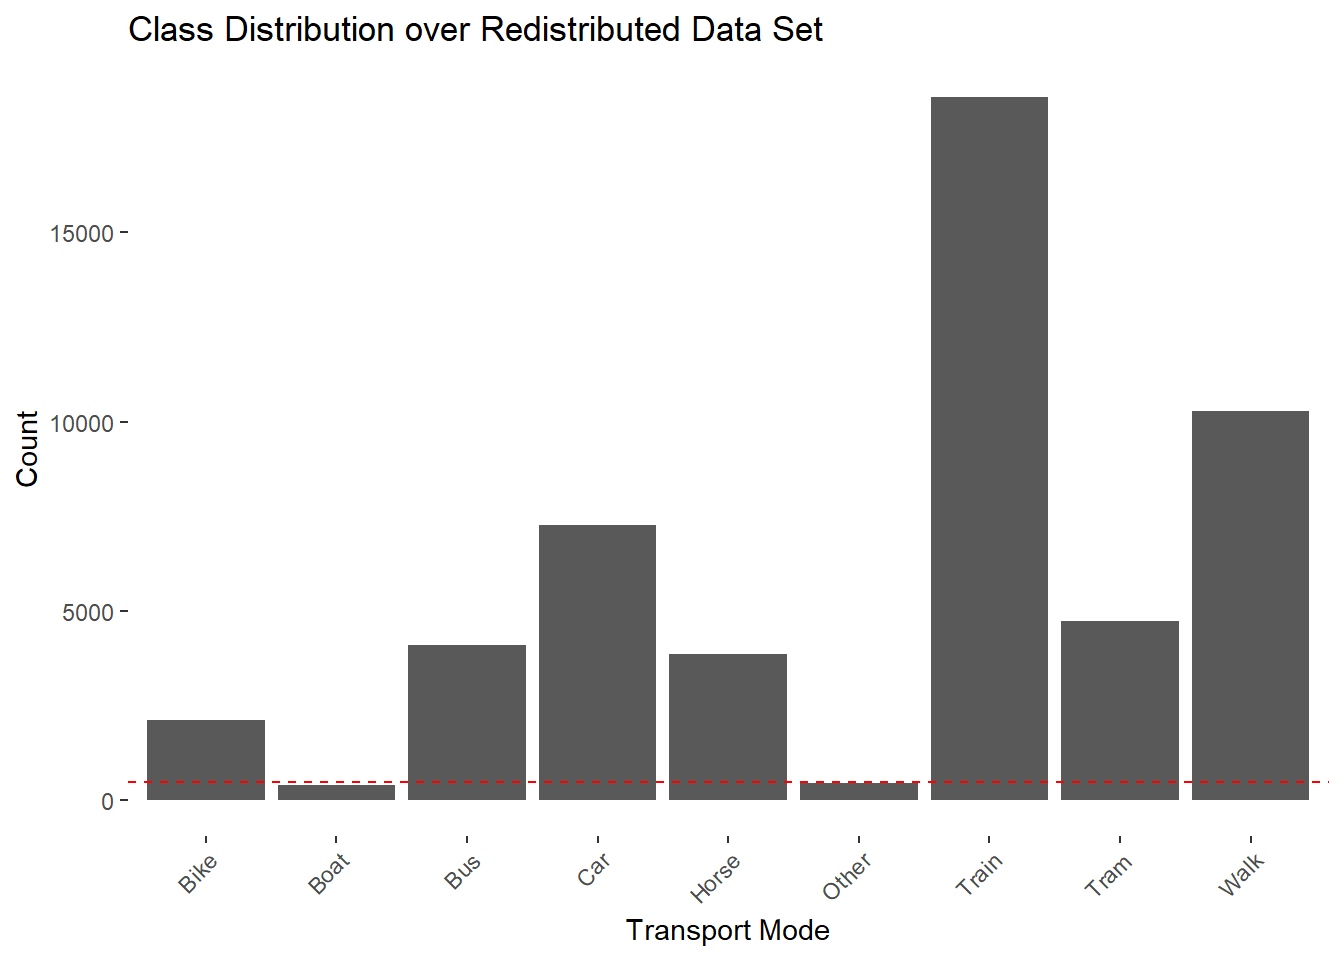 Class Distribution over Redistributed Data Set
15000
10000
5000
0
Count
Bike
Boat
Bus
Car
Horse
Other
Train
Tram
Walk
Transport Mode